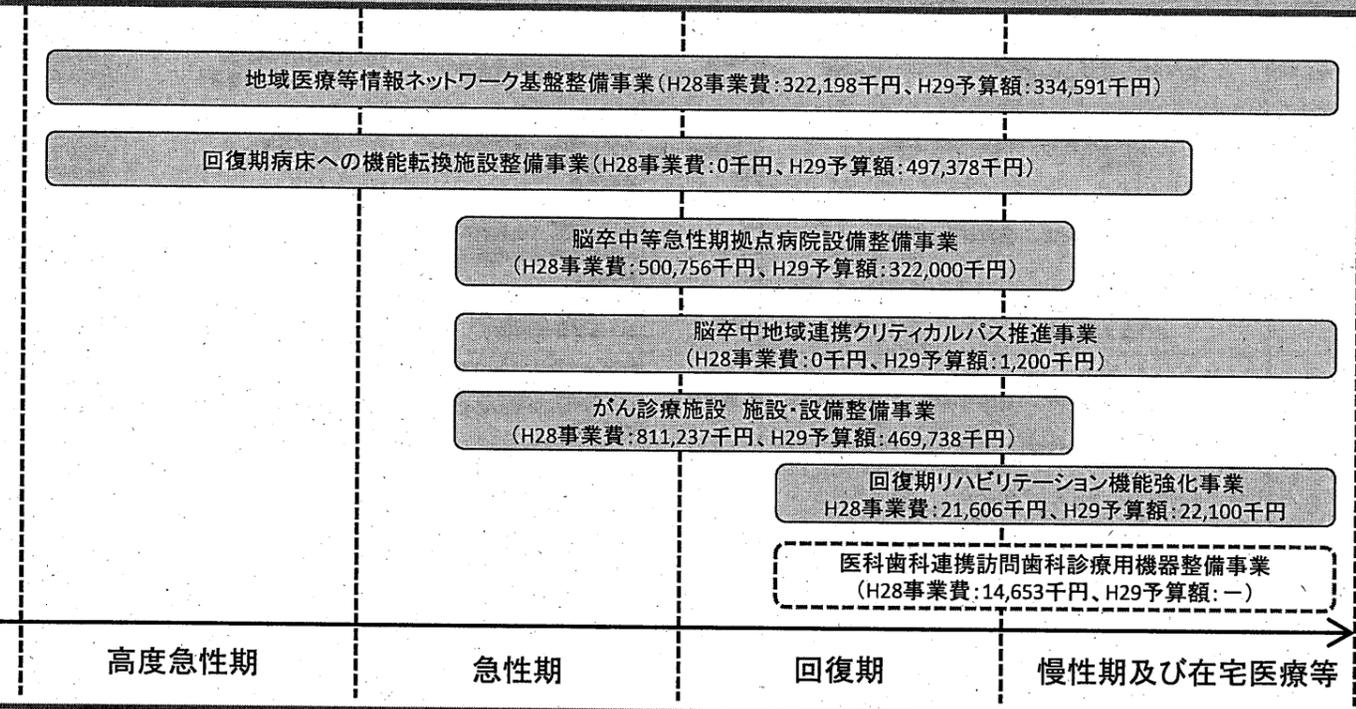 地域医療等情報ネットワーク基盤整備事業(H28事業費:322,198千円、H29予算額:334,591千円)
回復期病床への機能転換施設整備事業(H28事業費:0千円、H29予算額:497,378千円)
脳卒中等急性期拠点病院設備整備事業
(H28事業費:500,756千円、H29予算額:322,000千円)
脳卒中地域連携クリティカルパス推進事業
(H28事業費:0千円、H29予算額:1,200千円)
がん診療施設 施設・設備整備事業
(H28事業費:811,237千円、H29予算額:469,738千円)
回復期リハビリテーション機能強化事業
H28事業費:21,606千円、H29予算額:22,100千円
医科歯科連携訪問歯科診療用機器整備事業
(H28事業費:14,653千円、H29予算額:ー)
高度急性期
急性期
回復期
慢性期及び在宅医療等